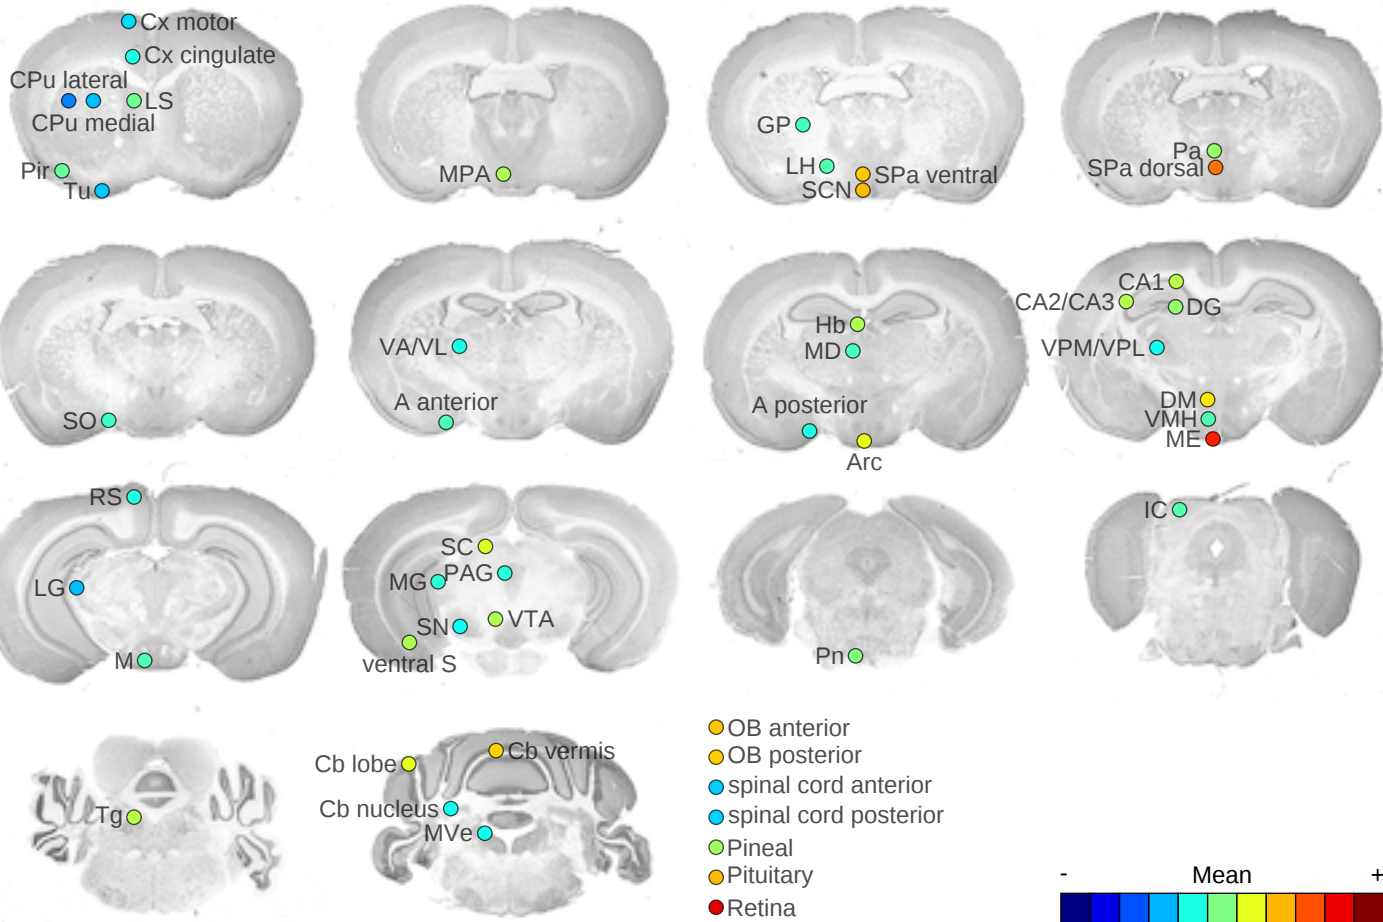 Cx motor
Cx cingulate
CPu lateral
LS
CPu medial
Pir
Tu
MPA
GP
LH
SPa ventral
SCN
Pa
SPa dorsal
SO
VA/VL
A anterior
Hb
MD
A posterior
Arc
CA1
CA2/CA3
DG
VPM/VPL
DM
VMH
ME
RS
LG
M
SC
MG
PAG
SN
VTA
ventral S
Pn
IC
Tg
Cb lobe
Cb vermis
Cb nucleus
MVe
OB anterior
OB posterior
spinal cord anterior
spinal cord posterior
Pineal
Pituitary
Retina
- Mean +